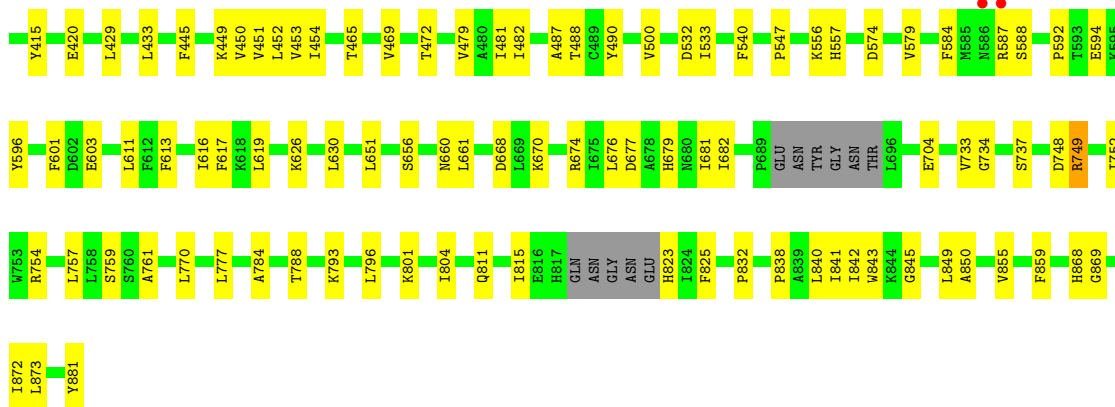 Y415 E420 L429 L433 F445 K449 V450 V451 L452 V453 I454 T465 V469 T472 V479 A480 I481 I482 A487 T488 C489 Y490 V500 D532 I533 F540 P547 K556 H557 D574 V579 F584 M585 N586 R587 S588 P592 T593 E594 K595
Y596 F601 D602 E603 L611 F612 F613 I616 F617 K618 L619 K626 L630 L651 S656 N660 L661 D668 L669 K670 R674 I675 L676 D677 A678 H679 N680 I681 I682 P689 GLU ASN TYR GLY ASN THR L696 E704 V733 G734 S737 D748 R749
W753 R754 L757 L758 S759 S760 A761 L770 L777 A784 T788 K793 L796 K801 I804 Q811 I815 E816 H817 GLN ASN GLY ASN GLU H823 I824 F825 P832 P838 A839 L840 I841 I842 W843 K844 G845 L849 A850 V855 F859 H868 G869
I872 L873 Y881